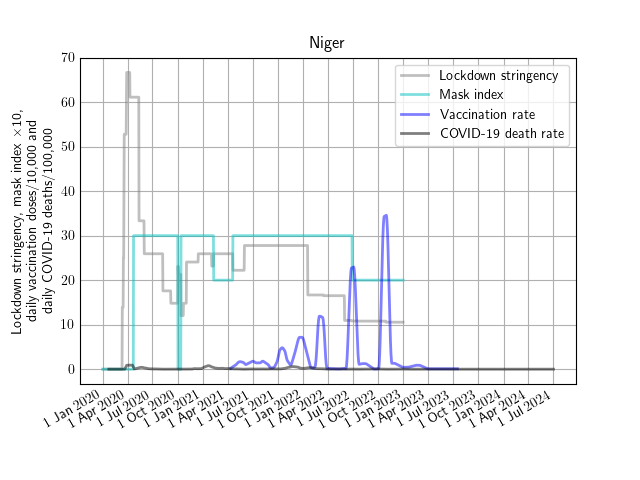 Niger
Lockdown stringency, mask index ×10,
daily vaccination doses/10,000 and
daily COVID-19 deaths/100,000
70
60
50
40
30
20
10
0
Lockdown stringency
Mask index
Vaccination rate
COVID-19 death rate
1 Jan 2020
1 Apr 2020
1 Jul 2020
1 Oct 2020
1 Jan 2021
1 Apr 2021
1 Jul 2021
1 Oct 2021
1 Jan 2022
1 Apr 2022
1 Jul 2022
1 Oct 2022
1 Jan 2023
1 Apr 2023
1 Jul 2023
1 Oct 2023
1 Jan 2024
1 Apr 2024
1 Jul 2024